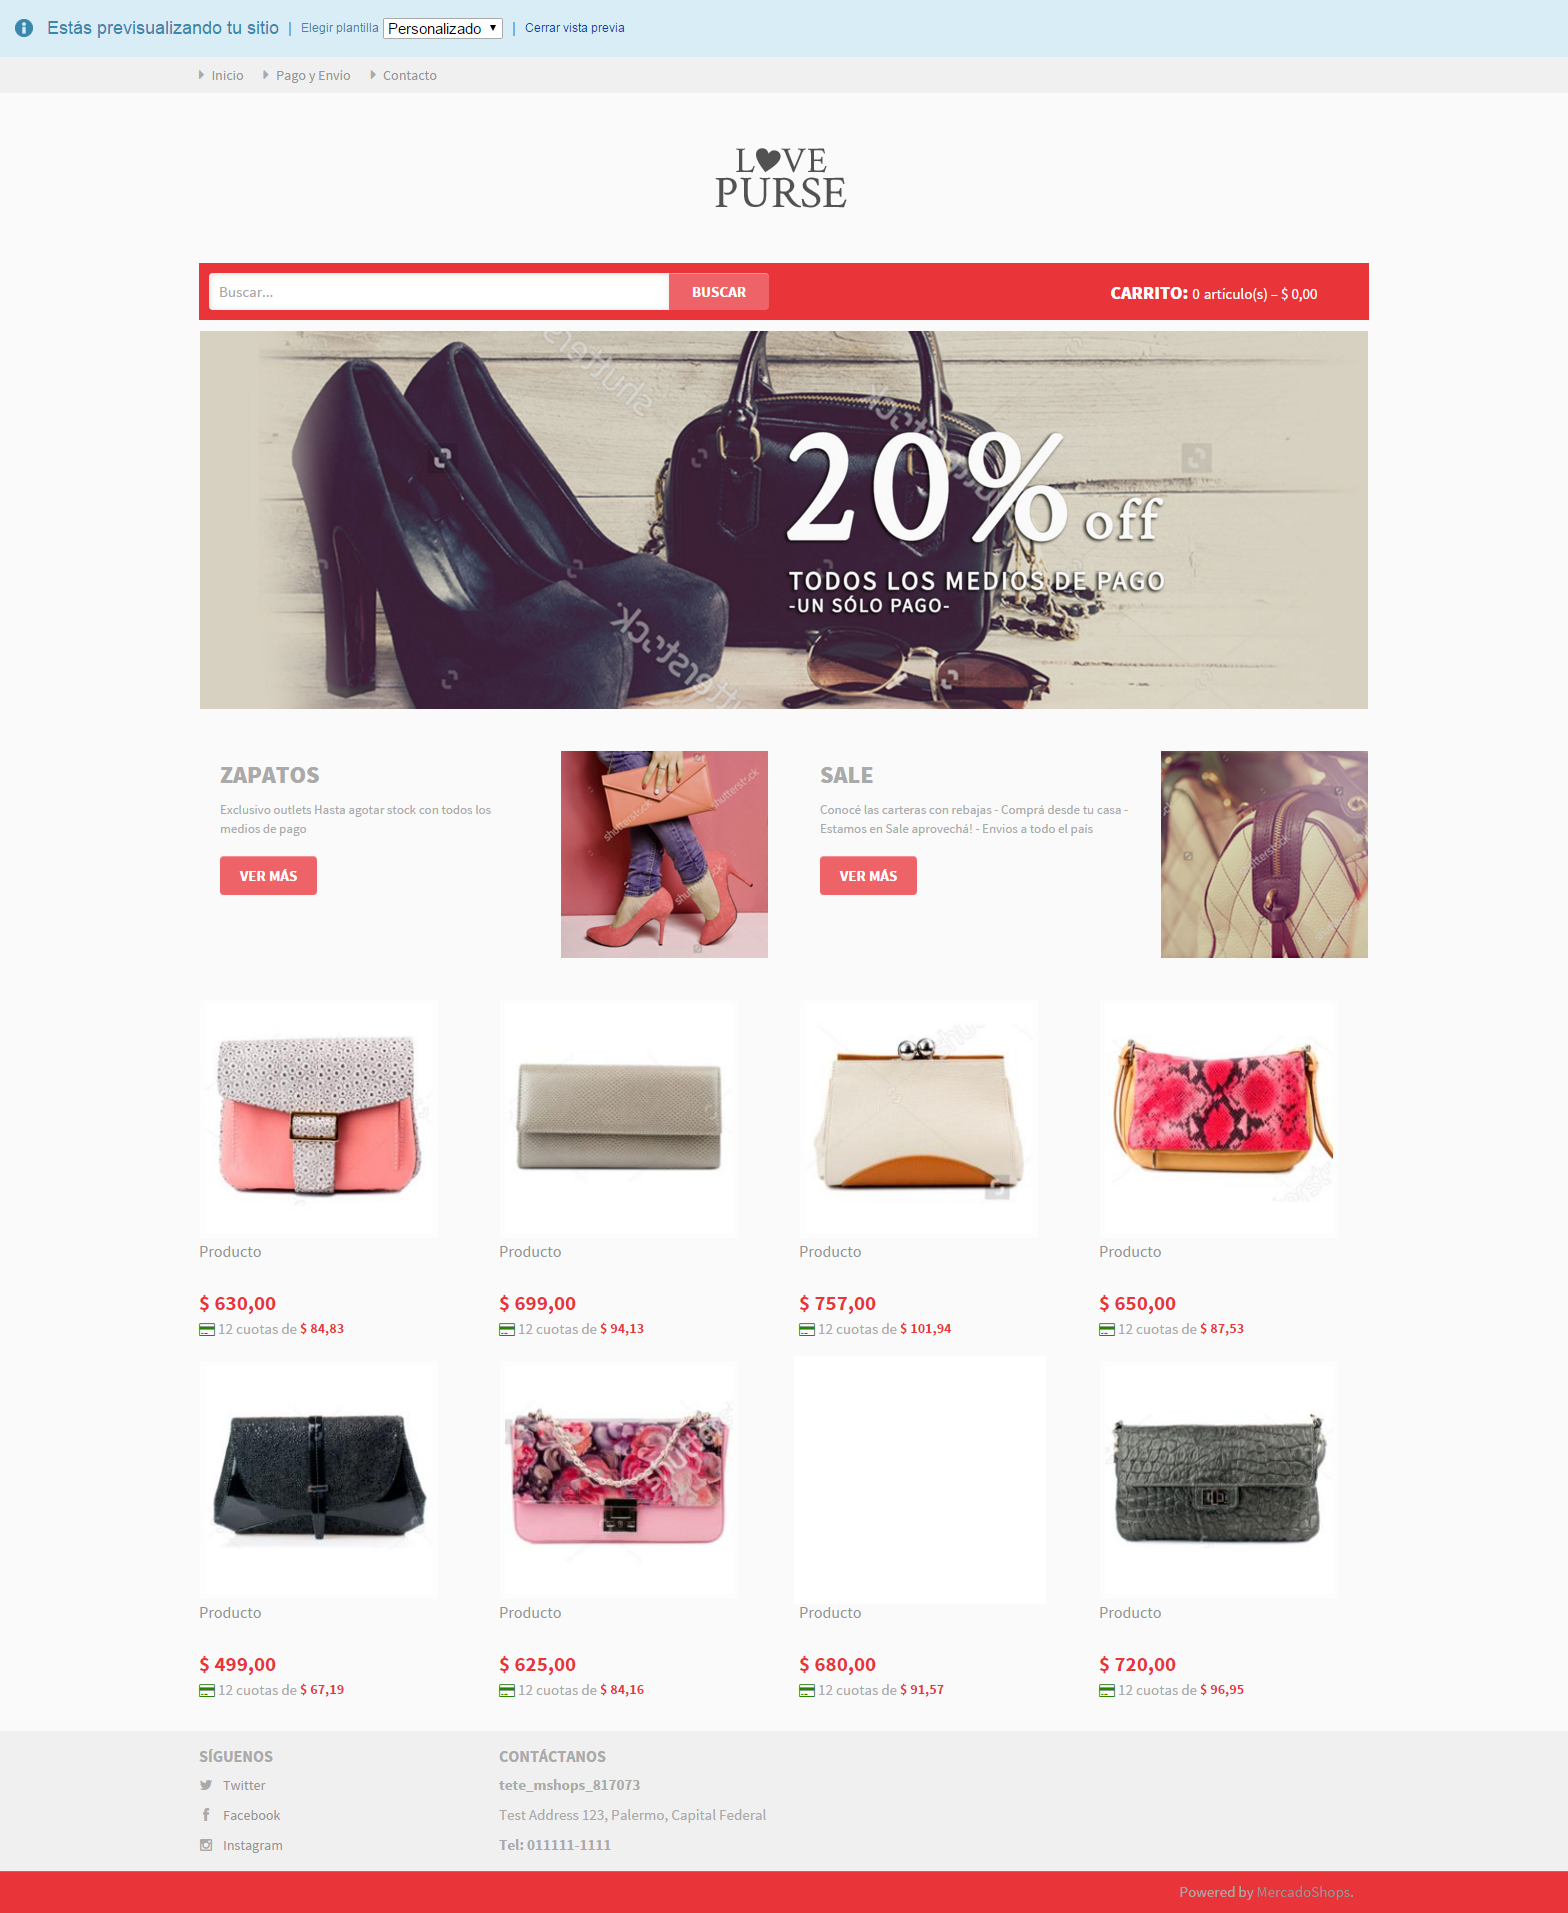 Estás previsualizando tu sitio | Elegir plantilla Personalizado | Cerrar vista previa
Inicio Pago y Envío Contacto
LOVE
PURSE
Buscar... BUSCAR CARRITO: 0 artículo(s) – $ 0,00
20% off
TODOS LOS MEDIOS DE PAGO
-UN SÓLO PAGO-
shutterstock
shutterstock
shutterstock
ZAPATOS
Exclusivo outlets Hasta agotar stock con todos los
medios de pago
VER MÁS
shutterstock
shutterstock
shutterstock
SALE
Conocé las carteras con rebajas - Comprá desde tu casa -
Estamos en Sale aprovechá! - Envios a todo el país
VER MÁS
shutterstock
Producto Producto Producto Producto
$ 630,00 $ 699,00 $ 757,00 $ 650,00
12 cuotas de $ 84,83 12 cuotas de $ 94,13 12 cuotas de $ 101,94 12 cuotas de $ 87,53
Producto Producto Producto Producto
$ 499,00 $ 625,00 $ 680,00 $ 720,00
12 cuotas de $ 67,19 12 cuotas de $ 84,16 12 cuotas de $ 91,57 12 cuotas de $ 96,95
SÍGUENOS CONTÁCTANOS
Twitter tete_mshops_817073
Facebook Test Address 123, Palermo, Capital Federal
Instagram Tel: 011111-1111
Powered by MercadoShops.